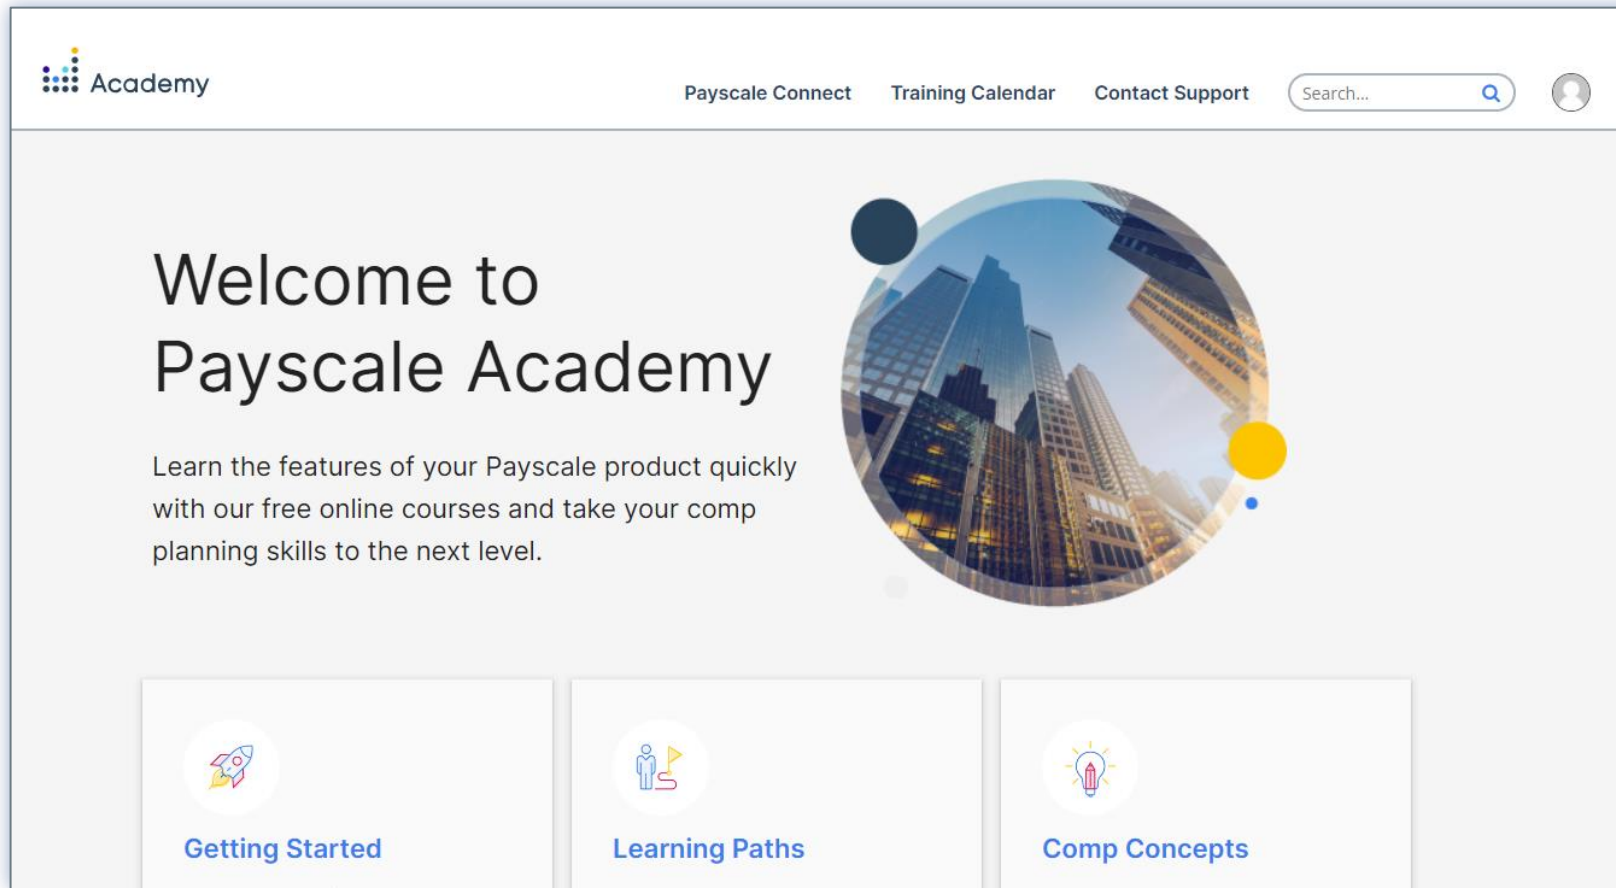 Academy
Payscale Connect
Training Calendar
Contact Support
Search...
Welcome to
Payscale Academy
Learn the features of your Payscale product quickly
with our free online courses and take your comp
planning skills to the next level.
Getting Started
Learning Paths
Comp Concepts